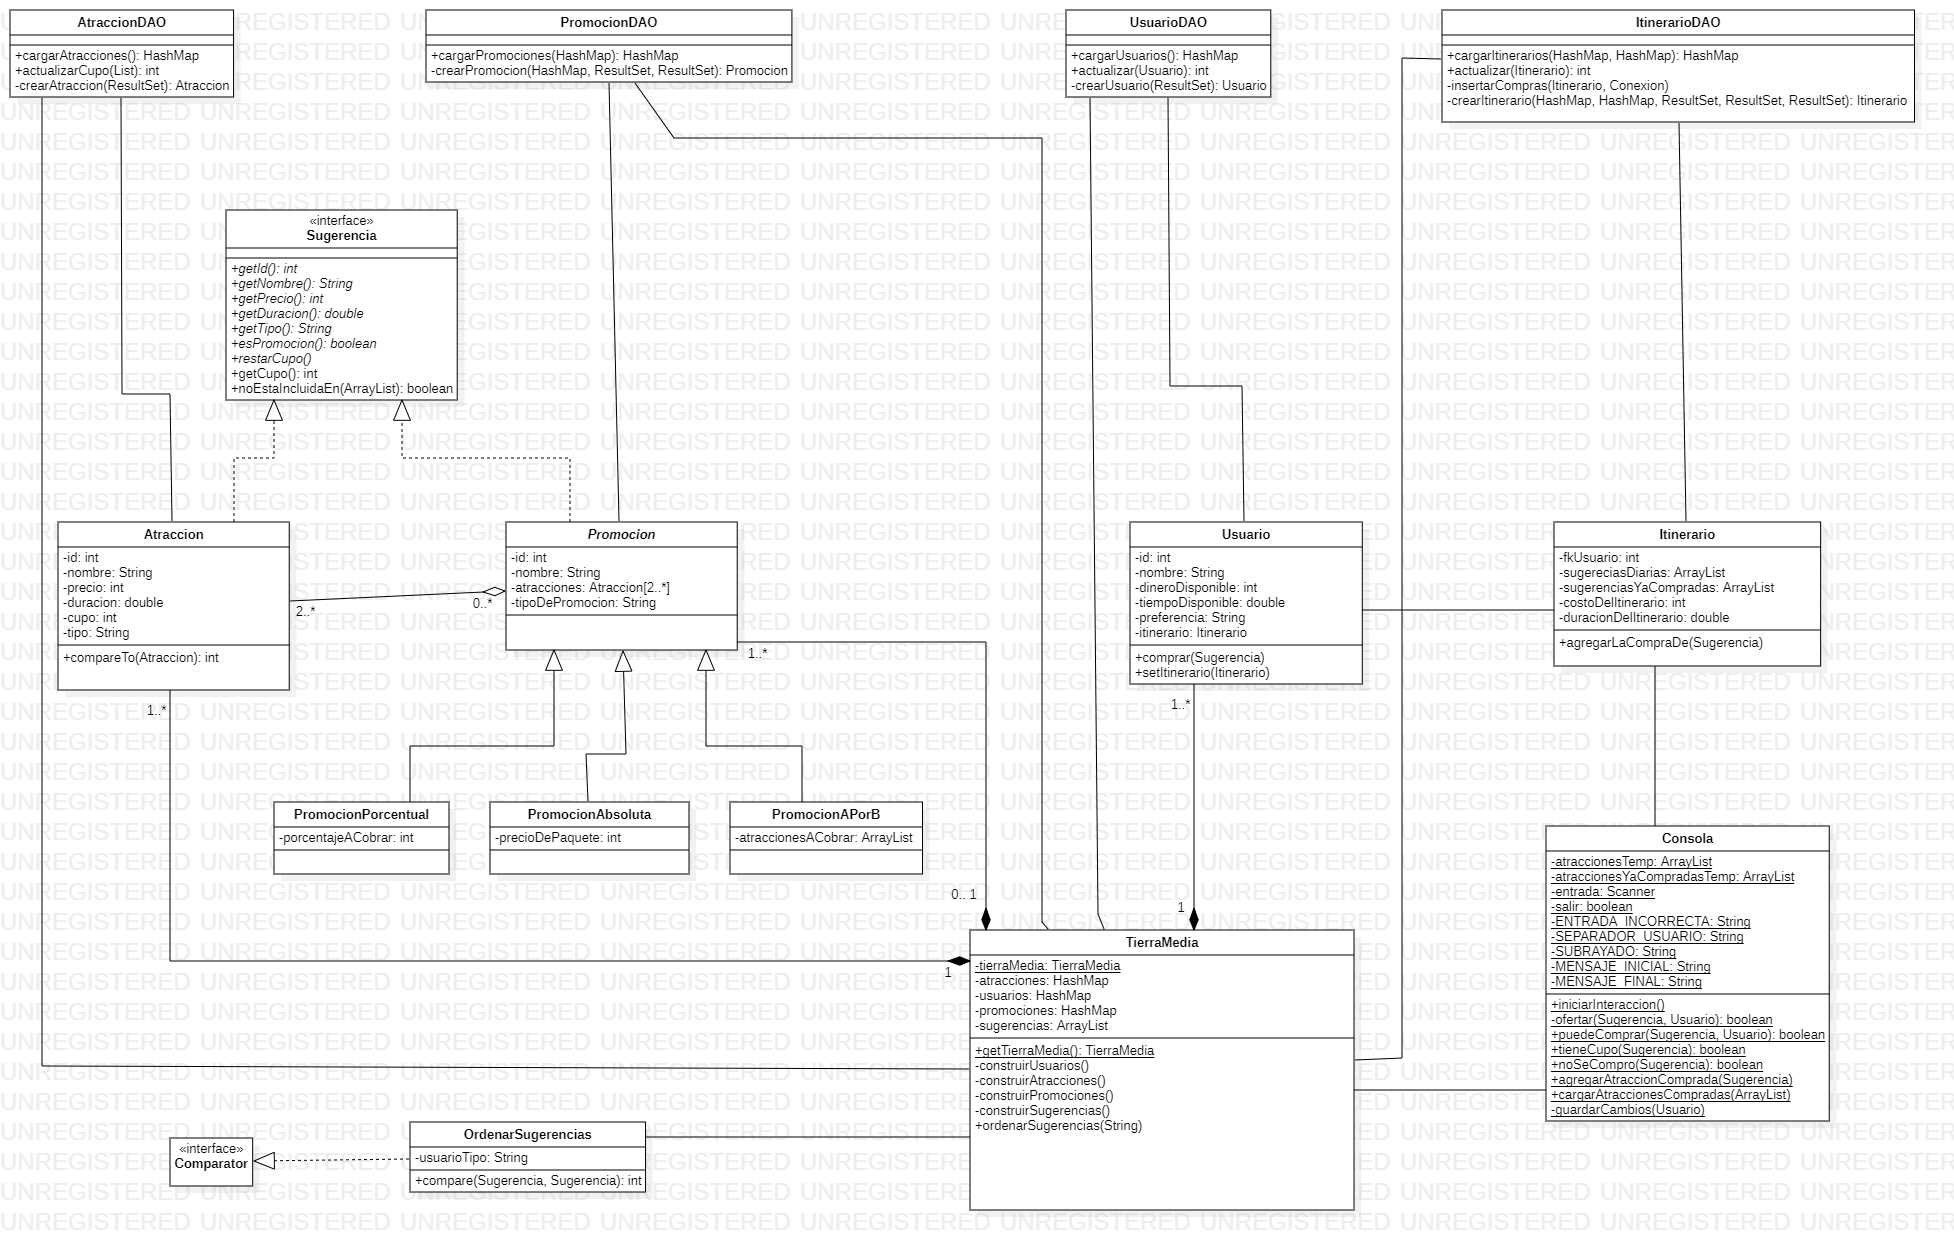 AtraccionDAO
+cargarAtracciones(): HashMap
+actualizarCupo(List): int
-crearAtraccion(ResultSet): Atraccion
PromocionDAO
+cargarPromociones(HashMap): HashMap
-crearPromocion(HashMap, ResultSet, ResultSet): Promocion
UsuarioDAO
+cargarUsuarios(): HashMap
+actualizar(Usuario): int
-crearUsuario(ResultSet): Usuario
ItinerarioDAO
+cargarItinerarios(HashMap, HashMap): HashMap
+actualizar(Itinerario): int
-insertarCompras(Itinerario, Conexion)
-crearItinerario(HashMap, HashMap, ResultSet, ResultSet, ResultSet): Itinerario
«interface»
Sugerencia
+getId(): int
+getNombre(): String
+getPrecio(): int
+getDuracion(): double
+getTipo(): String
+esPromocion(): boolean
+restarCupo()
+getCupo(): int
+noEstaIncluidaEn(ArrayList): boolean
Atraccion
-id: int
-nombre: String
-precio: int
-duracion: double
-cupo: int
-tipo: String
+compareTo(Atraccion): int
2..*
0..*
1..*
Promocion
-id: int
-nombre: String
-atracciones: Atraccion[2..*]
-tipoDePromocion: String
1..*
Usuario
-id: int
-nombre: String
-dineroDisponible: int
-tiempoDisponible: double
-preferencia: String
-itinerario: Itinerario
+comprar(Sugerencia)
+setItinerario(Itinerario)
1..*
Itinerario
-fkUsuario: int
-sugereciasDiarias: ArrayList
-sugerenciasYaCompradas: ArrayList
-costoDelItinerario: int
-duracionDelItinerario: double
+agregarLaCompraDe(Sugerencia)
PromocionPorcentual
-porcentajeACobrar: int
PromocionAbsoluta
-precioDePaquete: int
PromocionAPorB
-atraccionesACobrar: ArrayList
Consola
-atraccionesTemp: ArrayList
-atraccionesYaCompradasTemp: ArrayList
-entrada: Scanner
-salir: boolean
-ENTRADA_INCORRECTA: String
-SEPARADOR_USUARIO: String
-SUBRAYADO: String
-MENSAJE_INICIAL: String
-MENSAJE_FINAL: String
+iniciarInteraccion()
-ofertar(Sugerencia, Usuario): boolean
+puedeComprar(Sugerencia, Usuario): boolean
+tieneCupo(Sugerencia): boolean
+noSeCompro(Sugerencia): boolean
+agregarAtraccionComprada(Sugerencia)
+cargarAtraccionesCompradas(ArrayList)
-guardarCambios(Usuario)
0.. 1
1
1
TierraMedia
-tierraMedia: TierraMedia
-atracciones: HashMap
-usuarios: HashMap
-promociones: HashMap
-sugerencias: ArrayList
+getTierraMedia(): TierraMedia
-construirUsuarios()
-construirAtracciones()
-construirPromociones()
-construirSugerencias()
+ordenarSugerencias(String)
«interface»
Comparator
OrdenarSugerencias
-usuarioTipo: String
+compare(Sugerencia, Sugerencia): int
UNREGISTERED